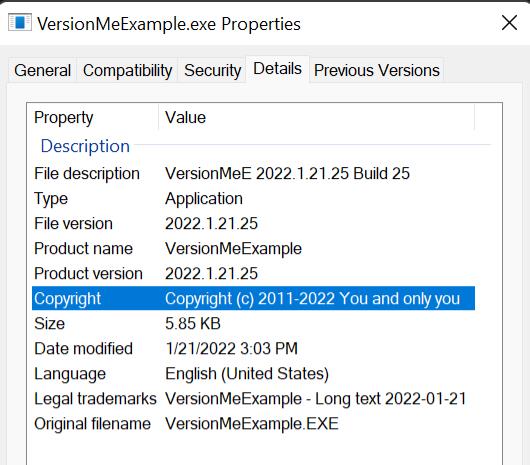 VersionMeExample.exe Properties
General Compatibility Security Details Previous Versions
Property Value
Description
File description VersionMeE 2022.1.21.25 Build 25
Type Application
File version 2022.1.21.25
Product name VersionMeExample
Product version 2022.1.21.25
Copyright Copyright (c) 2011-2022 You and only you
Size 5.85 KB
Date modified 1/21/2022 3:03 PM
Language English (United States)
Legal trademarks VersionMeExample - Long text 2022-01-21
Original filename VersionMeExample.EXE